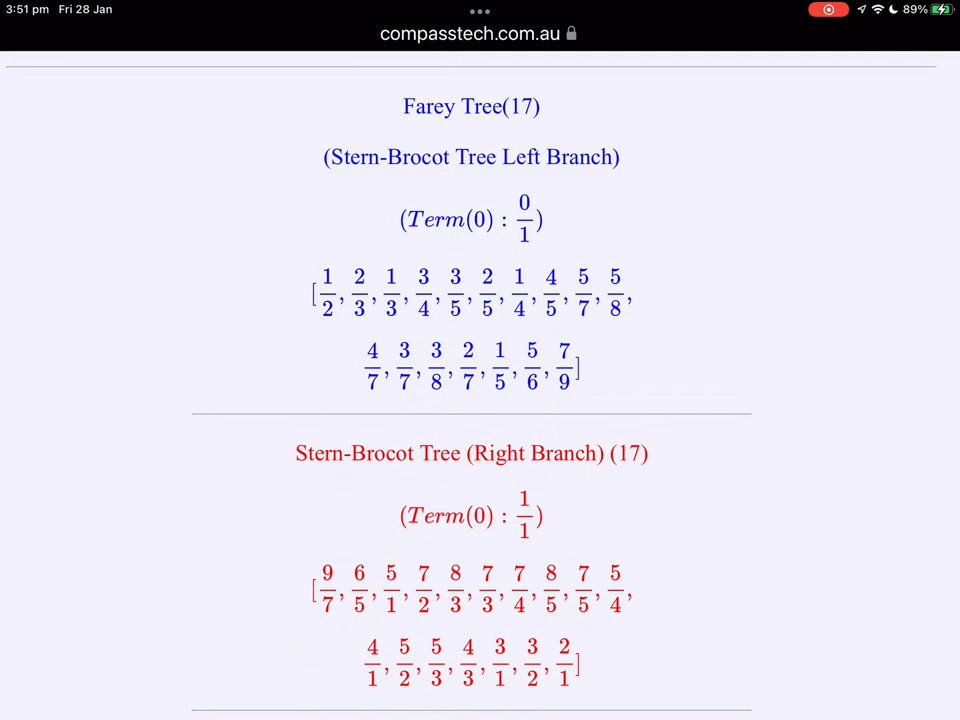 3:51 pm Fri 28 Jan
89%
compasstech.com.au
Farey Tree(17)
(Stern-Brocot Tree Left Branch)
(Term(0) : 0/1)
[1/2, 2/3, 1/3, 3/4, 3/5, 2/5, 1/4, 4/5, 5/7, 5/8,
4/7, 3/7, 3/8, 2/7, 1/5, 5/6, 7/9]
Stern-Brocot Tree (Right Branch) (17)
(Term(0) : 1/1)
[9/7, 6/5, 5/1, 7/2, 8/3, 7/3, 7/4, 8/5, 7/5, 5/4,
4/1, 5/2, 5/3, 4/3, 3/1, 3/2, 2/1]